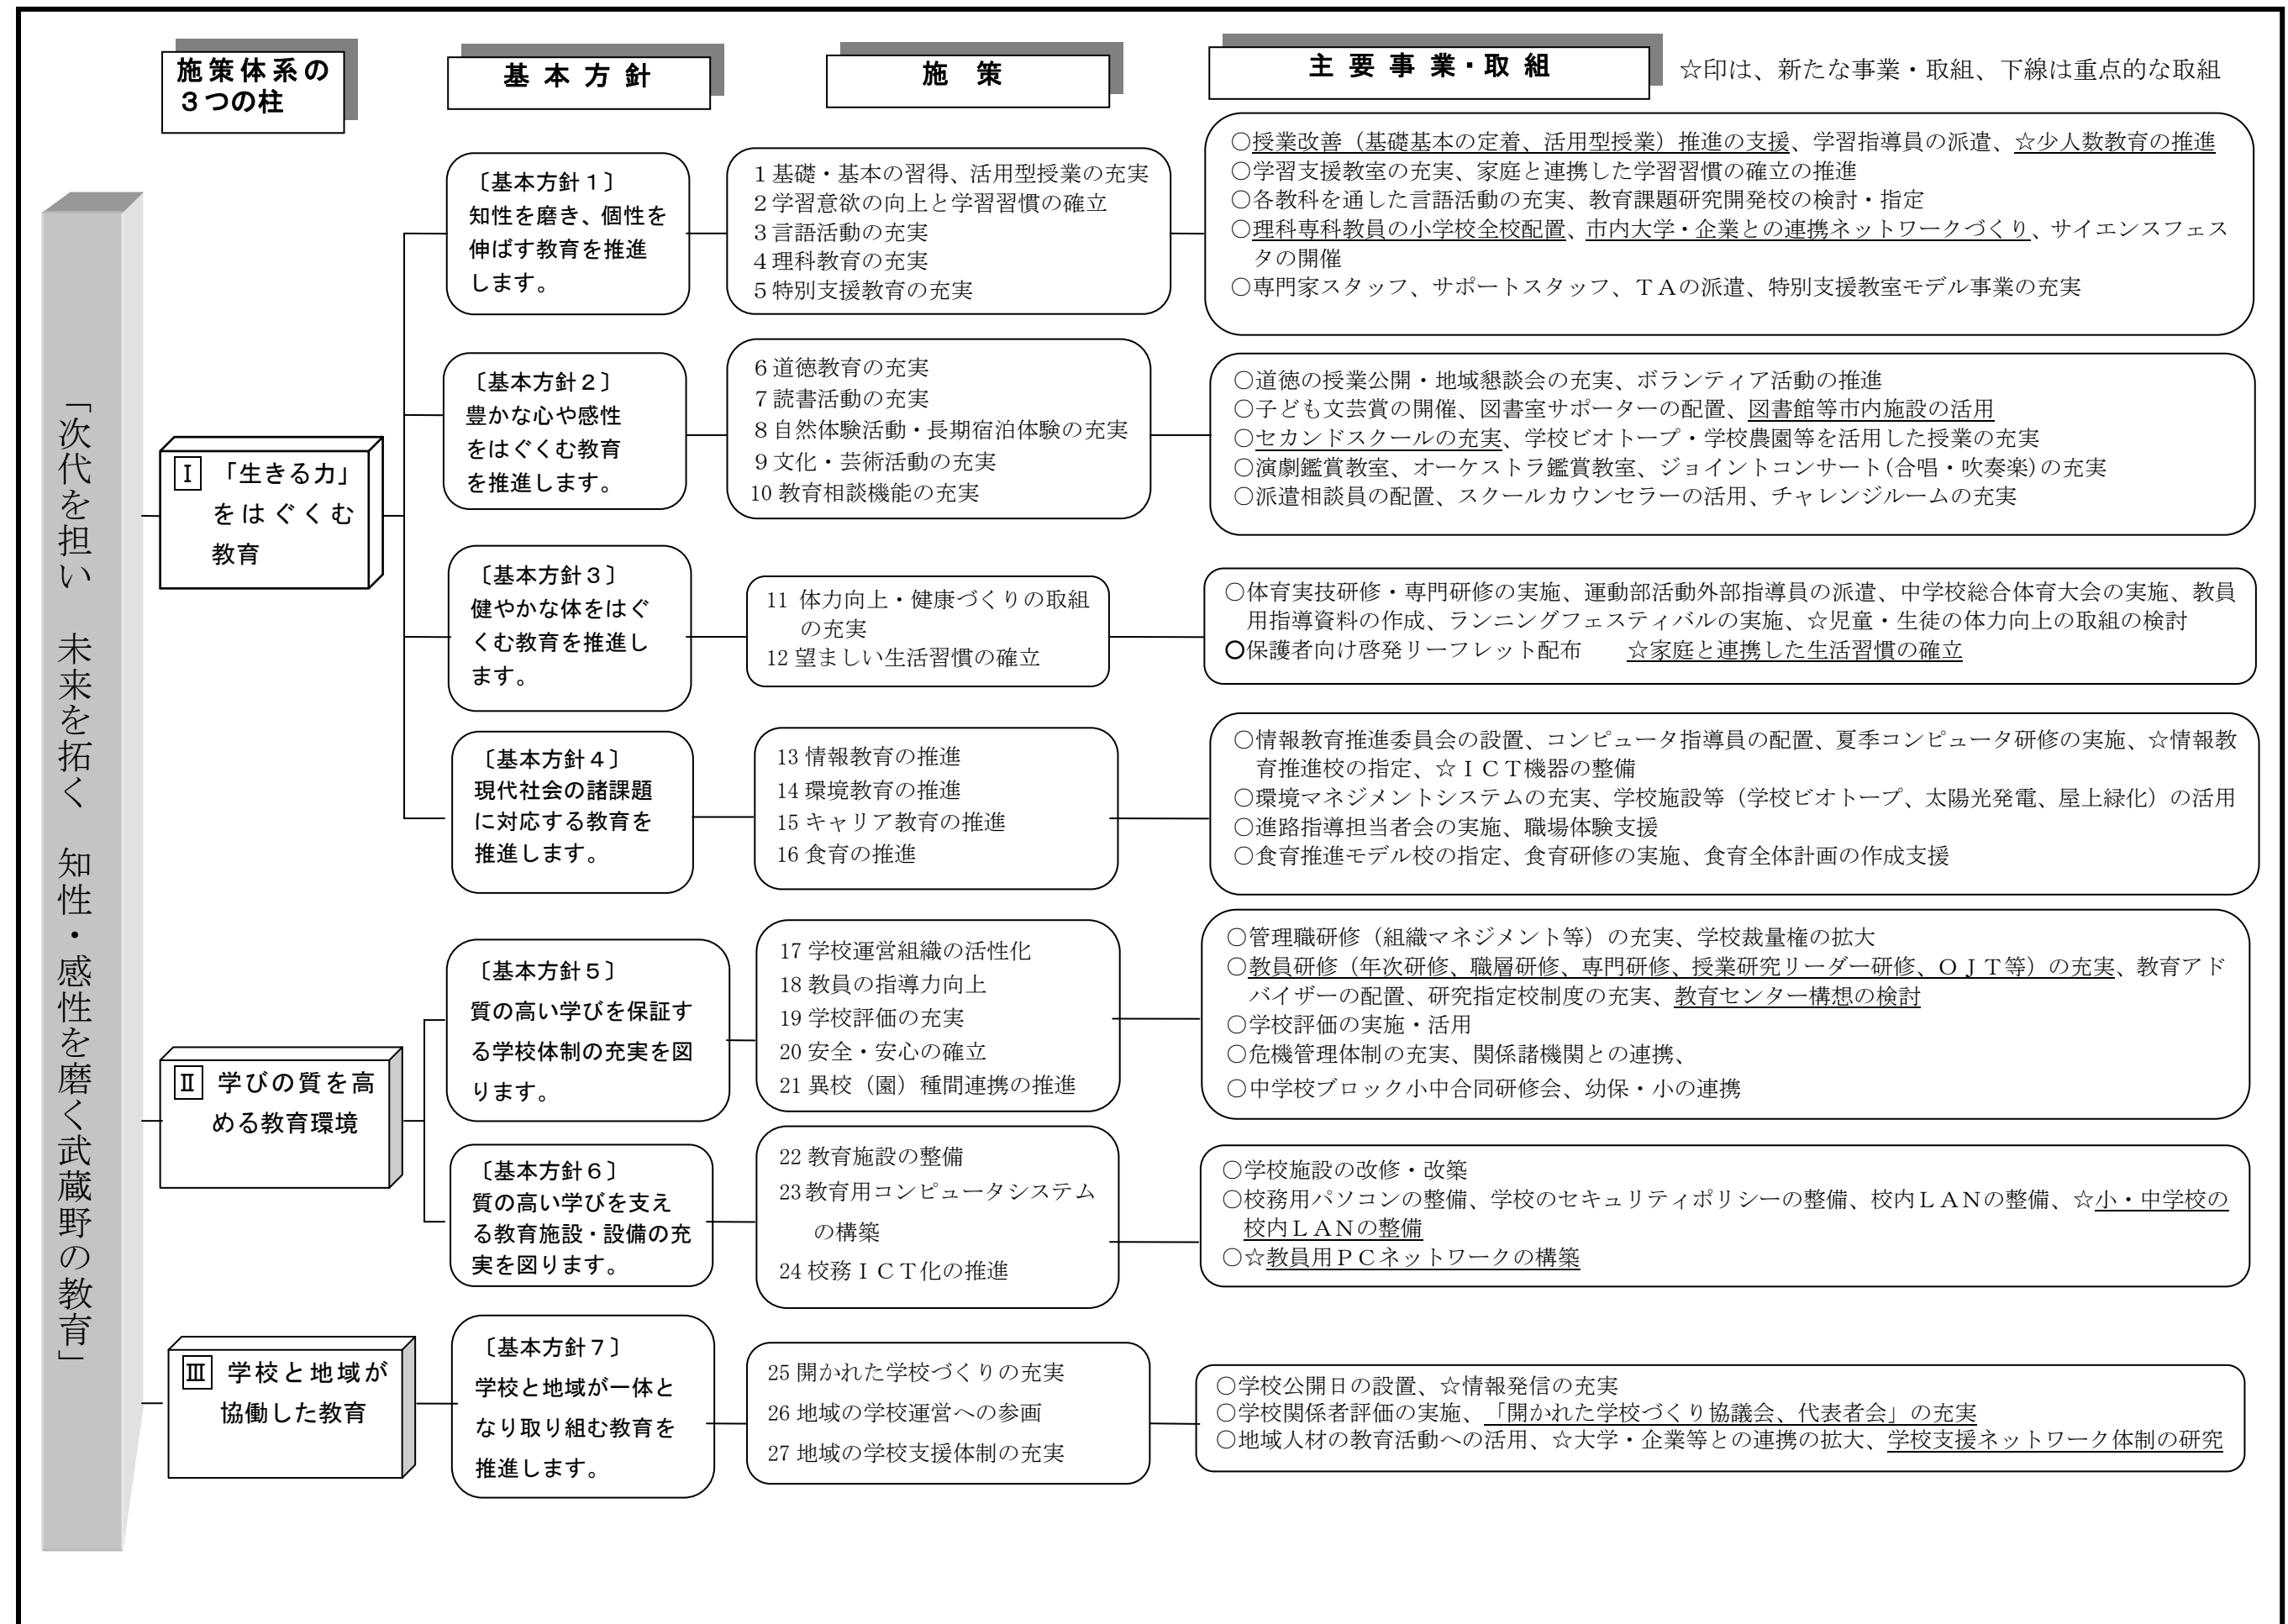 施策体系の
３つの柱
基本方針
施策
主要事業・取組
☆印は、新たな事業・取組、下線は重点的な取組
「次代を担い　未来を拓く　知性・感性を磨く武蔵野の教育」
Ⅰ 「生きる力」
をはぐくむ
教育
〔基本方針１〕
知性を磨き、個性を
伸ばす教育を推進
します。
１基礎・基本の習得、活用型授業の充実
２学習意欲の向上と学習習慣の確立
３言語活動の充実
４理科教育の充実
５特別支援教育の充実
○授業改善（基礎基本の定着、活用型授業）推進の支援、学習指導員の派遣、☆少人数教育の推進
○学習支援教室の充実、家庭と連携した学習習慣の確立の推進
○各教科を通した言語活動の充実、教育課題研究開発校の検討・指定
○理科専科教員の小学校全校配置、市内大学・企業との連携ネットワークづくり、サイエンスフェス
タの開催
○専門家スタッフ、サポートスタッフ、ＴＡの派遣、特別支援教室モデル事業の充実
〔基本方針２〕
豊かな心や感性
をはぐくむ教育
を推進します。
６道徳教育の充実
７読書活動の充実
８自然体験活動・長期宿泊体験の充実
９文化・芸術活動の充実
10 教育相談機能の充実
○道徳の授業公開・地域懇談会の充実、ボランティア活動の推進
○子ども文芸賞の開催、図書室サポーターの配置、図書館等市内施設の活用
○セカンドスクールの充実、学校ビオトープ・学校農園等を活用した授業の充実
○演劇鑑賞教室、オーケストラ鑑賞教室、ジョイントコンサート(合唱・吹奏楽)の充実
○派遣相談員の配置、スクールカウンセラーの活用、チャレンジルームの充実
〔基本方針３〕
健やかな体をはぐ
くむ教育を推進し
ます。
11 体力向上・健康づくりの取組
の充実
12 望ましい生活習慣の確立
○体育実技研修・専門研修の実施、運動部活動外部指導員の派遣、中学校総合体育大会の実施、教員
用指導資料の作成、ランニングフェスティバルの実施、☆児童・生徒の体力向上の取組の検討
○保護者向け啓発リーフレット配布　　☆家庭と連携した生活習慣の確立
〔基本方針４〕
現代社会の諸課題
に対応する教育を
推進します。
13 情報教育の推進
14 環境教育の推進
15 キャリア教育の推進
16 食育の推進
○情報教育推進委員会の設置、コンピュータ指導員の配置、夏季コンピュータ研修の実施、☆情報教
育推進校の指定、☆ＩＣＴ機器の整備
○環境マネジメントシステムの充実、学校施設等（学校ビオトープ、太陽光発電、屋上緑化）の活用
○進路指導担当者会の実施、職場体験支援
○食育推進モデル校の指定、食育研修の実施、食育全体計画の作成支援
Ⅱ 学びの質を高
める教育環境
〔基本方針５〕
質の高い学びを保証す
る学校体制の充実を図
ります。
17 学校運営組織の活性化
18 教員の指導力向上
19 学校評価の充実
20 安全・安心の確立
21 異校（園）種間連携の推進
○管理職研修（組織マネジメント等）の充実、学校裁量権の拡大
○教員研修（年次研修、職層研修、専門研修、授業研究リーダー研修、ＯＪＴ等）の充実、教育アド
バイザーの配置、研究指定校制度の充実、教育センター構想の検討
○学校評価の実施・活用
○危機管理体制の充実、関係諸機関との連携、
○中学校ブロック小中合同研修会、幼保・小の連携
〔基本方針６〕
質の高い学びを支え
る教育施設・設備の充
実を図ります。
22 教育施設の整備
23 教育用コンピュータシステム
の構築
24 校務ＩＣＴ化の推進
○学校施設の改修・改築
○校務用パソコンの整備、学校のセキュリティポリシーの整備、校内ＬＡＮの整備、☆小・中学校の
校内ＬＡＮの整備
○☆教員用ＰＣネットワークの構築
Ⅲ 学校と地域が
協働した教育
〔基本方針７〕
学校と地域が一体と
なり取り組む教育を
推進します。
25 開かれた学校づくりの充実
26 地域の学校運営への参画
27 地域の学校支援体制の充実
○学校公開日の設置、☆情報発信の充実
○学校関係者評価の実施、「開かれた学校づくり協議会、代表者会」の充実
○地域人材の教育活動への活用、☆大学・企業等との連携の拡大、学校支援ネットワーク体制の研究